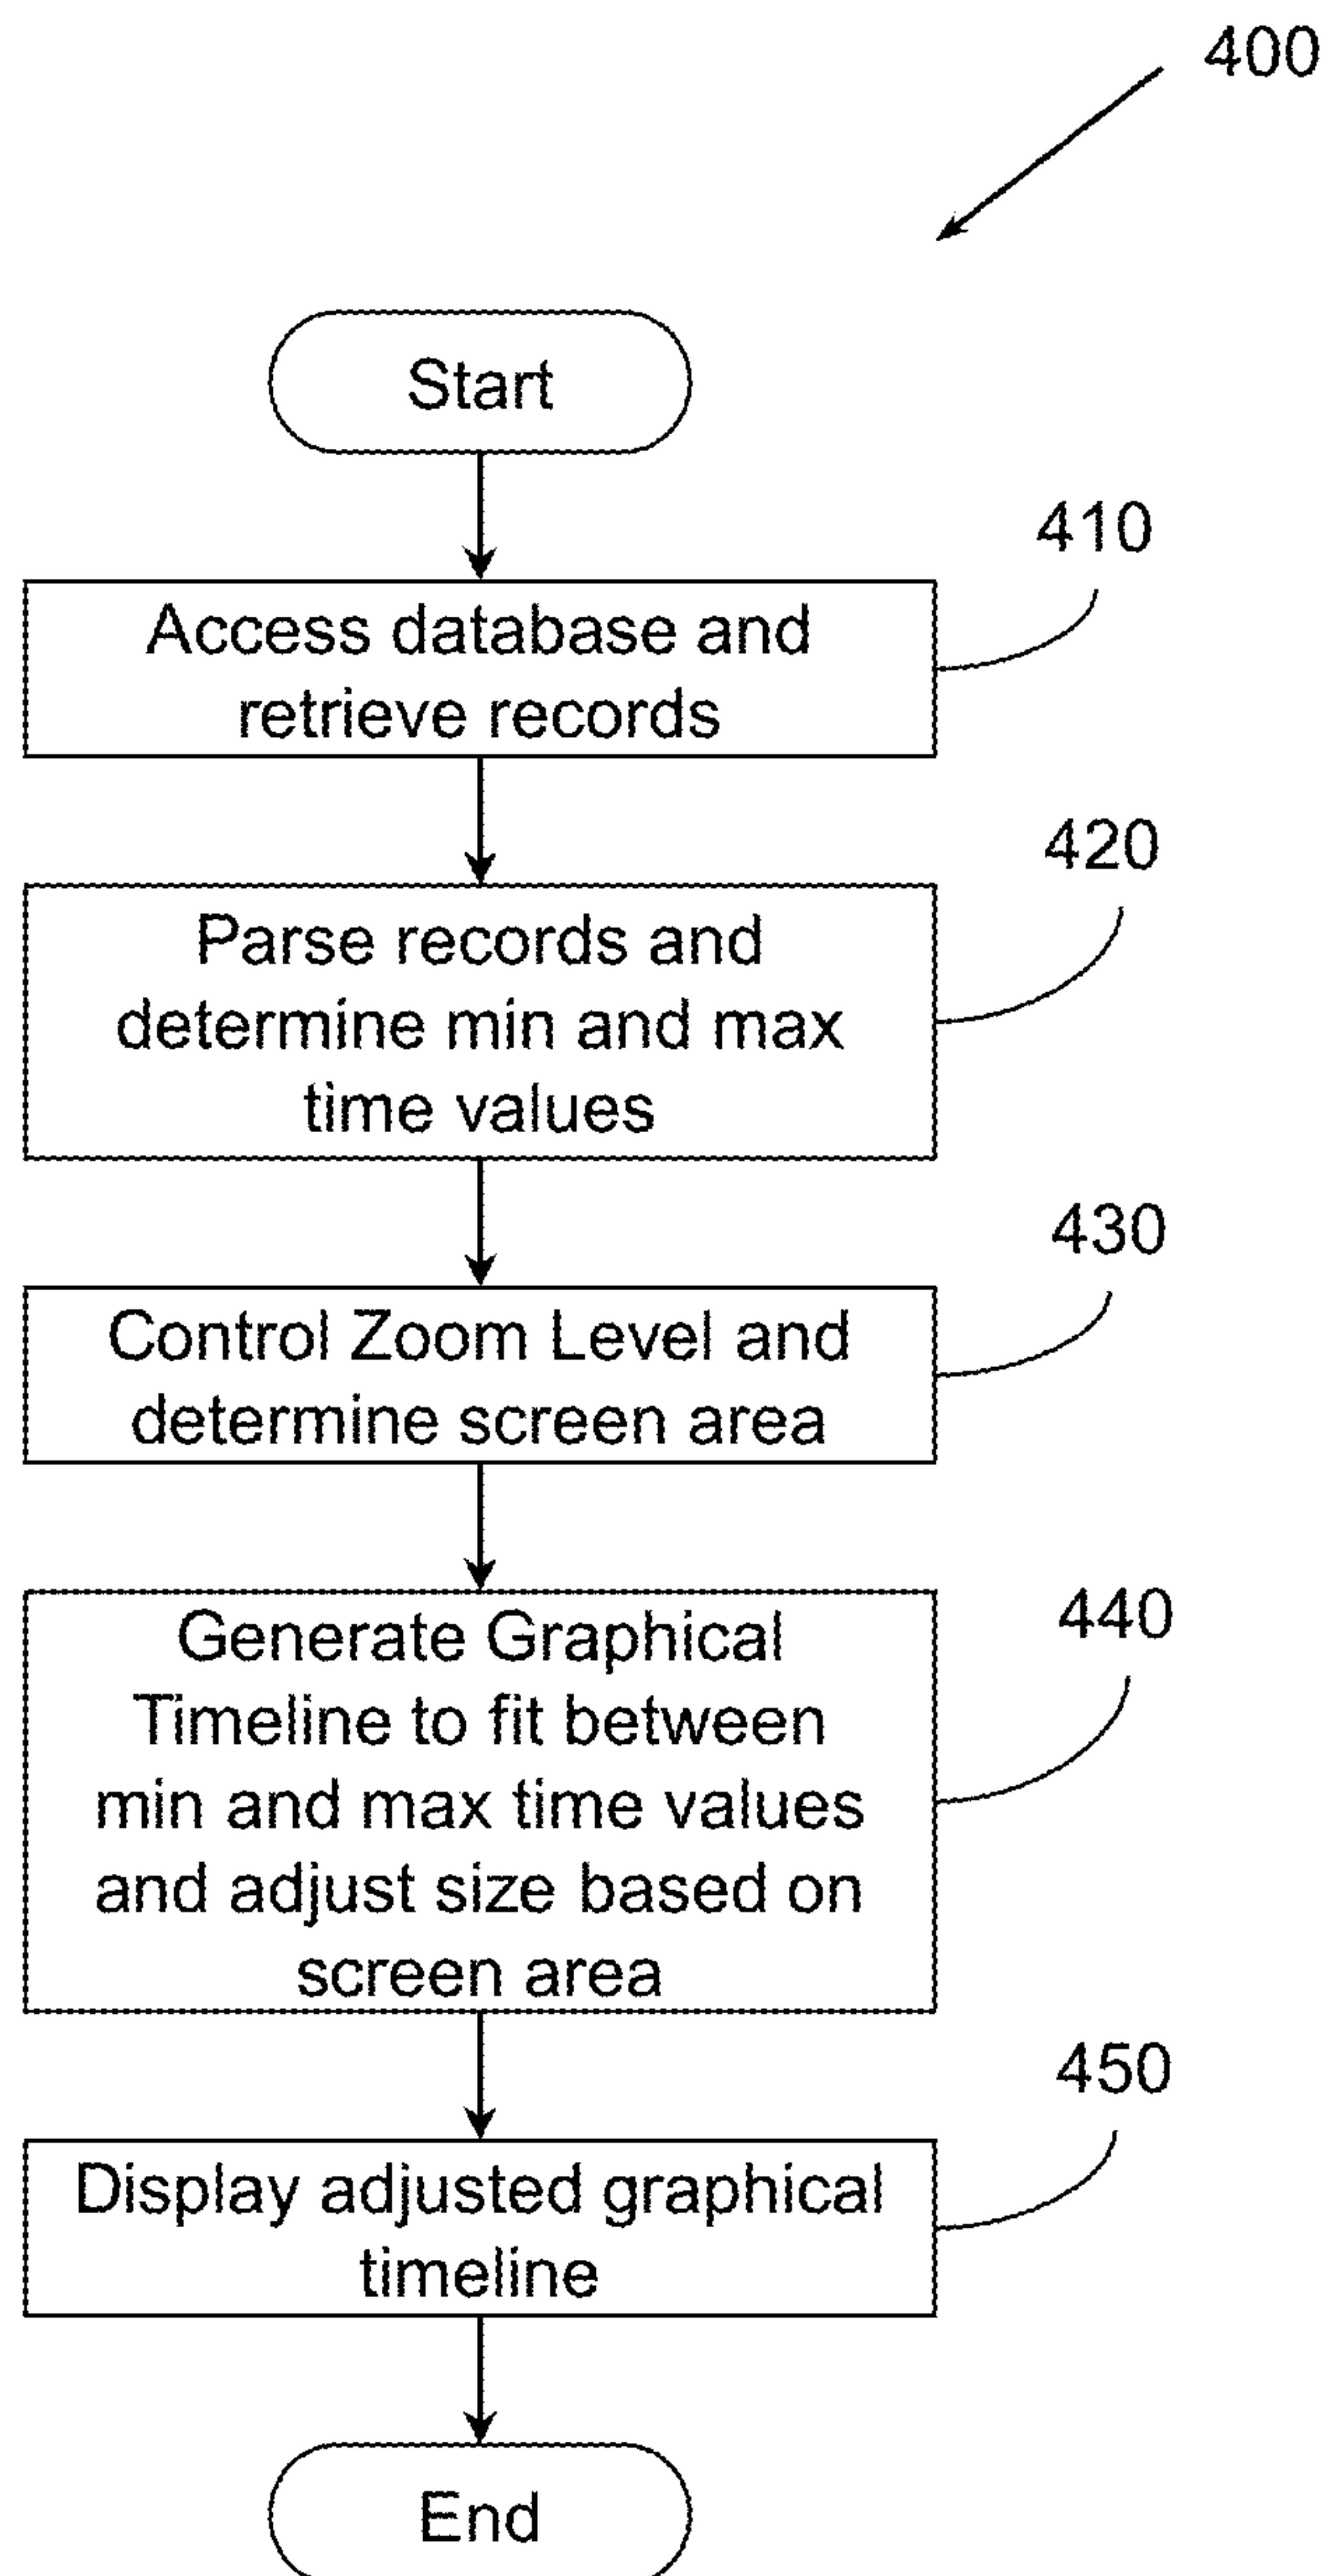 400
Start
410
Access database and
retrieve records
420
Parse records and
determine min and max
time values
430
Control Zoom Level and
determine screen area
440
Generate Graphical
Timeline to fit between
min and max time values
and adjust size based on
screen area
450
Display adjusted graphical
timeline
End